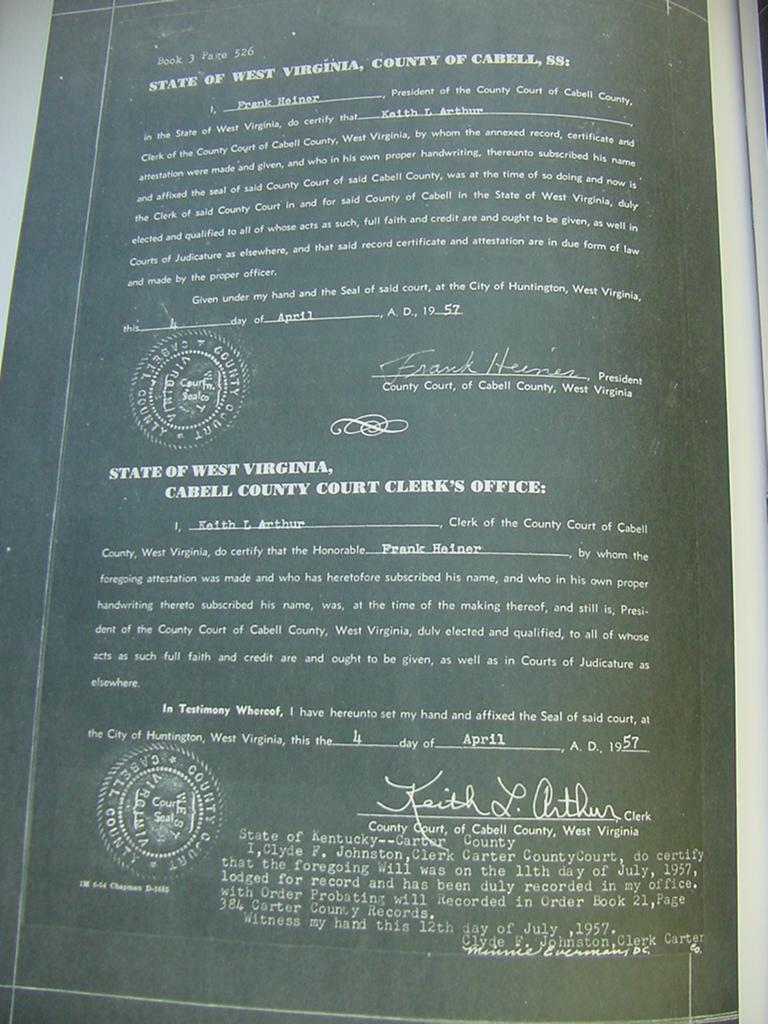 Book 3 Page 526
STATE OF WEST VIRGINIA, COUNTY OF CABELL, SS:
I, Frank Heiner, President of the County Court of Cabell County,
in the State of West Virginia, do certify that Keith L Arthur,
Clerk of the County Court of Cabell County, West Virginia, by whom the annexed record, certificate and
attestation were made and given, and who in his own proper handwriting, thereunto subscribed his name
and affixed the seal of said County Court of said Cabell County, was at the time of so doing and now is
the Clerk of said County Court in and for said County of Cabell in the State of West Virginia, duly
elected and qualified to all of whose acts as such, full faith and credit are and ought to be given, as well in
Courts of Judicature as elsewhere, and that said record certificate and attestation are in due form of law
and made by the proper officer.
Given under my hand and the Seal of said court, at the City of Huntington, West Virginia,
this 4 day of April, A. D., 19 57
COUNTY COURT ★ CABELL COUNTY
Frank Heiner, President
County Court, of Cabell County, West Virginia
STATE OF WEST VIRGINIA,
CABELL COUNTY COURT CLERK'S OFFICE:
I, Keith L Arthur, Clerk of the County Court of Cabell
County, West Virginia, do certify that the Honorable Frank Heiner, by whom the
foregoing attestation was made and who has heretofore subscribed his name, and who in his own proper
handwriting thereto subscribed his name, was, at the time of the making thereof, and still is, Presi-
dent of the County Court of Cabell County, West Virginia, duly elected and qualified, to all of whose
acts as such full faith and credit are and ought to be given, as well as in Courts of Judicature as
elsewhere.
In Testimony Whereof, I have hereunto set my hand and affixed the Seal of said court, at
the City of Huntington, West Virginia, this the 4 day of April, A. D., 1957
COUNTY COURT ★ CABELL COUNTY
WEST VIRGINIA
Court
Seal
Keith L. Arthur, Clerk
County Court, of Cabell County, West Virginia
State of Kentucky--Carter County
I,Clyde F. Johnston,Clerk Carter CountyCourt, do certify
that the foregoing Will was on the 11th day of July, 1957,
lodged for record and has been duly recorded in my office.
with Order Probating will Recorded in Order Book 21,Page
384 Carter County Records.
Witness my hand this 12th day of July ,1957.
Clyde F. Johnston,Clerk Carter
Co.
Minnie Everman, D.C.
1M 6-54 Chapman D-1685